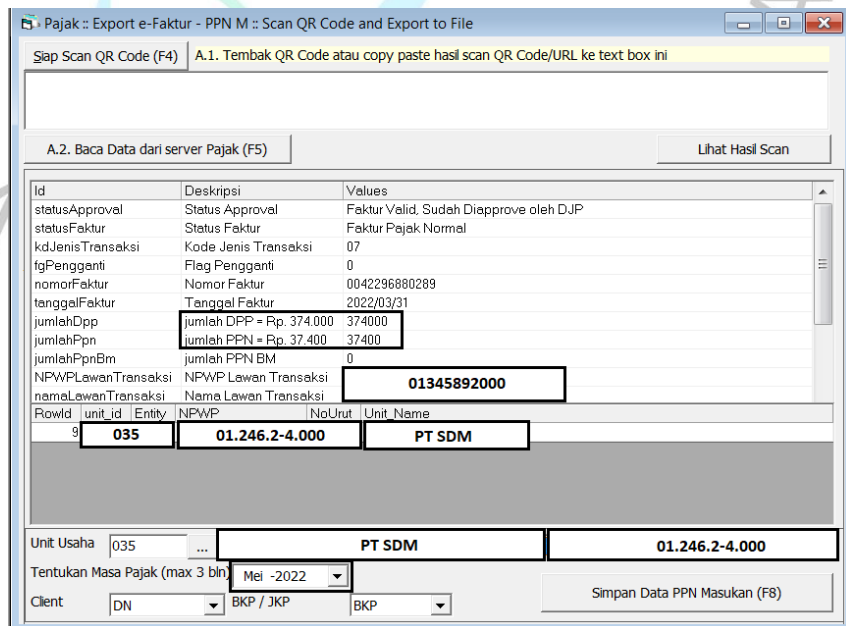 Pajak :: Export e-Faktur - PPN M :: Scan QR Code and Export to File
Siap Scan QR Code (F4) A.1. Tembak QR Code atau copy paste hasil scan QR Code/URL ke text box ini
A.2. Baca Data dari server Pajak (F5) Lihat Hasil Scan
Id Deskripsi Values
statusApproval Status Approval Faktur Valid, Sudah Diapprove oleh DJP
statusFaktur Status Faktur Faktur Pajak Normal
kdJenisTransaksi Kode Jenis Transaksi 07
fgPengganti Flag Pengganti 0
nomorFaktur Nomor Faktur 0042296880289
tanggalFaktur Tanggal Faktur 2022/03/31
jumlahDpp jumlah DPP = Rp. 374.000 374000
jumlahPpn jumlah PPN = Rp. 37.400 37400
jumlahPpnBm jumlah PPN BM 0
NPWPLawanTransaksi NPWP Lawan Transaksi 01345892000
namaLawanTransaksi Nama Lawan Transaksi
RowId unit_id Entity NPWP NoUrut Unit_Name
9 035 01.246.2-4.000 PT SDM
Unit Usaha 035 ... PT SDM 01.246.2-4.000
Tentukan Masa Pajak (max 3 bln) Mei -2022
Simpan Data PPN Masukan (F8)
Client DN BKP / JKP BKP